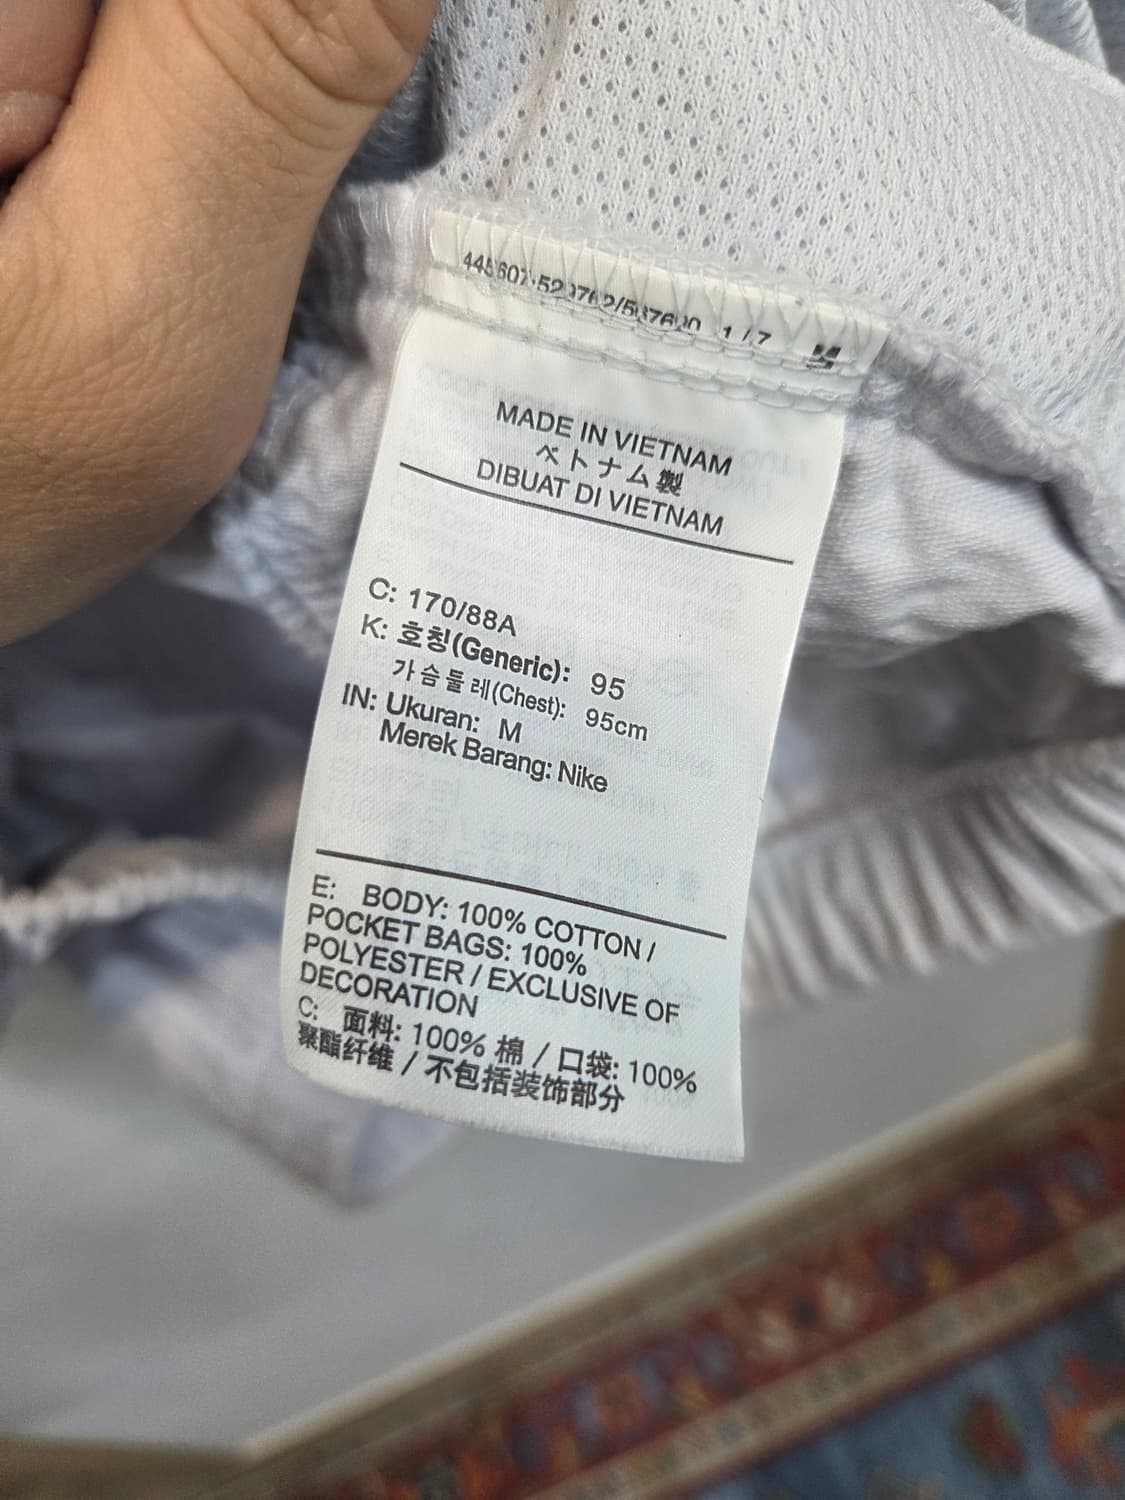 MADE IN VIETNAM
ベトナム製
DIBUAT DI VIETNAM
C: 170/88A
K: 호칭(Generic): 95
가슴둘레(Chest): 95cm
IN: Ukuran: M
Merek Barang: Nike
E: BODY: 100% COTTON /
POCKET BAGS: 100%
POLYESTER / EXCLUSIVE OF
DECORATION
C: 面料: 100% 棉 / 口袋: 100%
聚酯纤维 / 不包括装饰部分